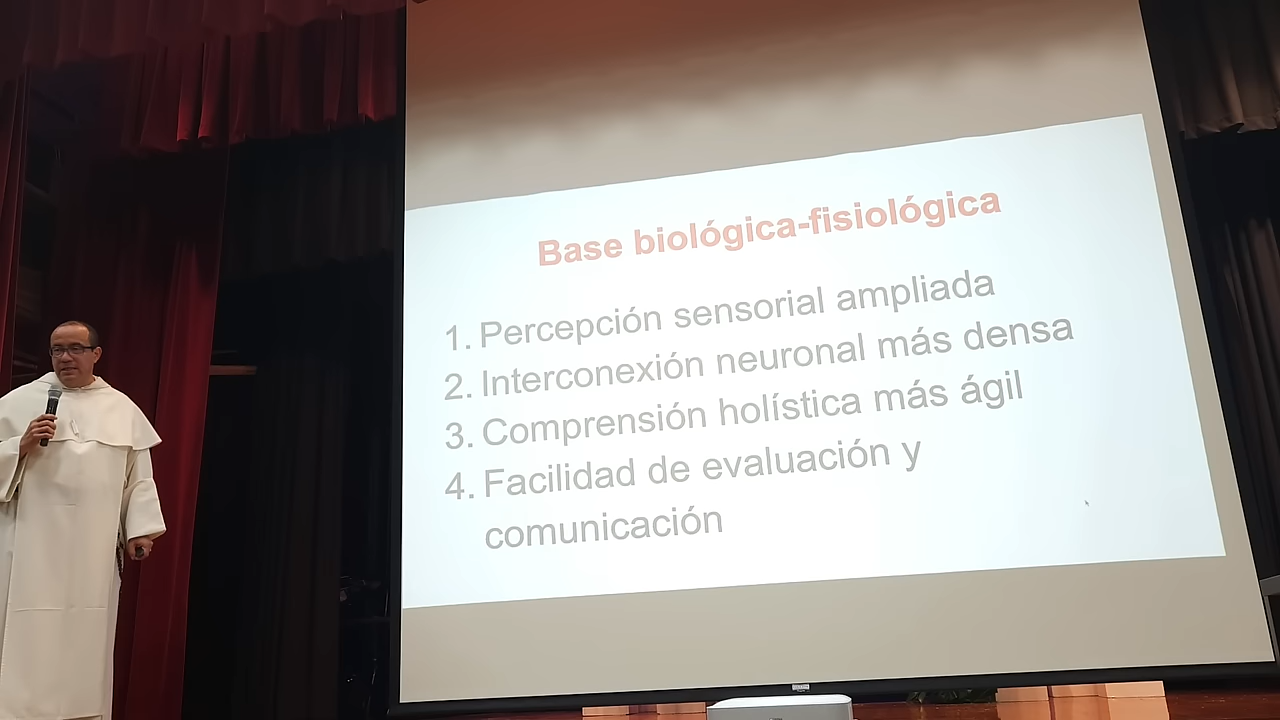 Base biológica-fisiológica
1. Percepción sensorial ampliada
2. Interconexión neuronal más densa
3. Comprensión holística más ágil
4. Facilidad de evaluación y
comunicación